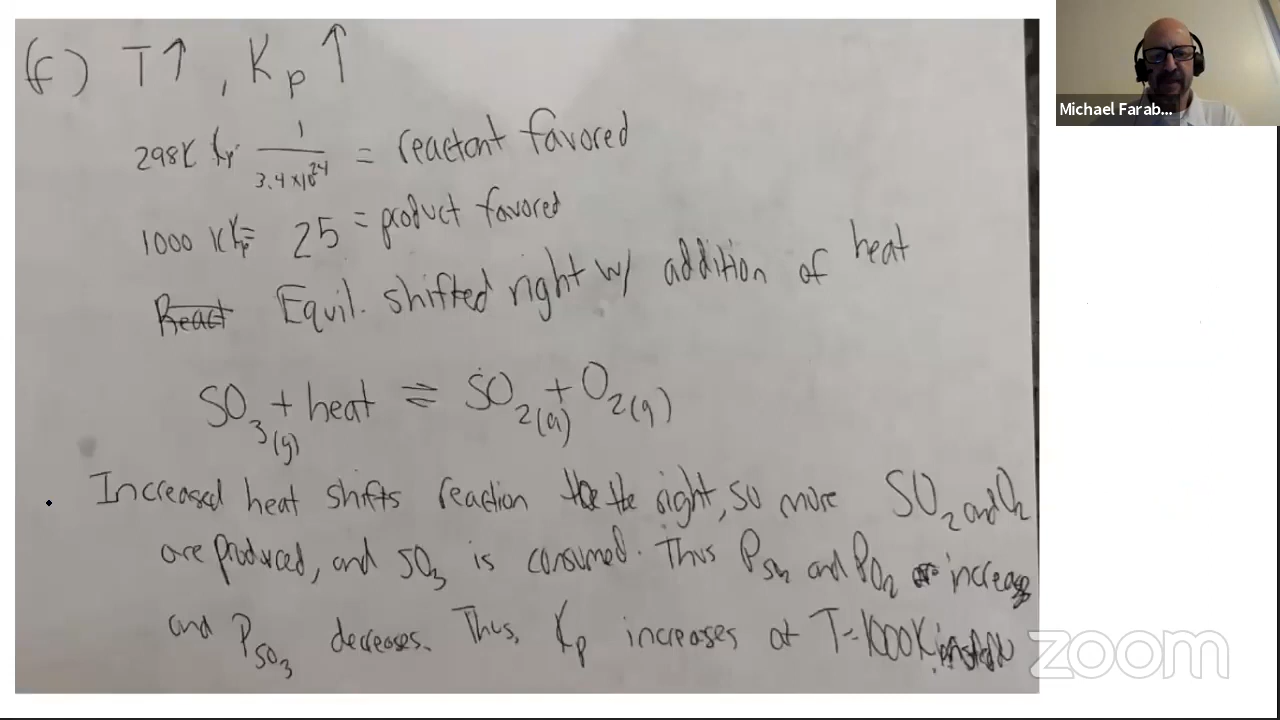 (f) T↑, Kp↑
298K Kp 1/3.4×10^24 = reactant favored
1000 K Kp= 25 = product favored
React Equil. shifted right w/ addition of heat
SO3(g) + heat ⇌ SO2(g) + O2(g)
Increased heat shifts reaction to the right, so more SO2 and O2
are produced, and SO3 is consumed. Thus PSO2 and PO2 increase
and PSO3 decreases. Thus, Kp increases at T=1000K
Michael Farab...
zoom